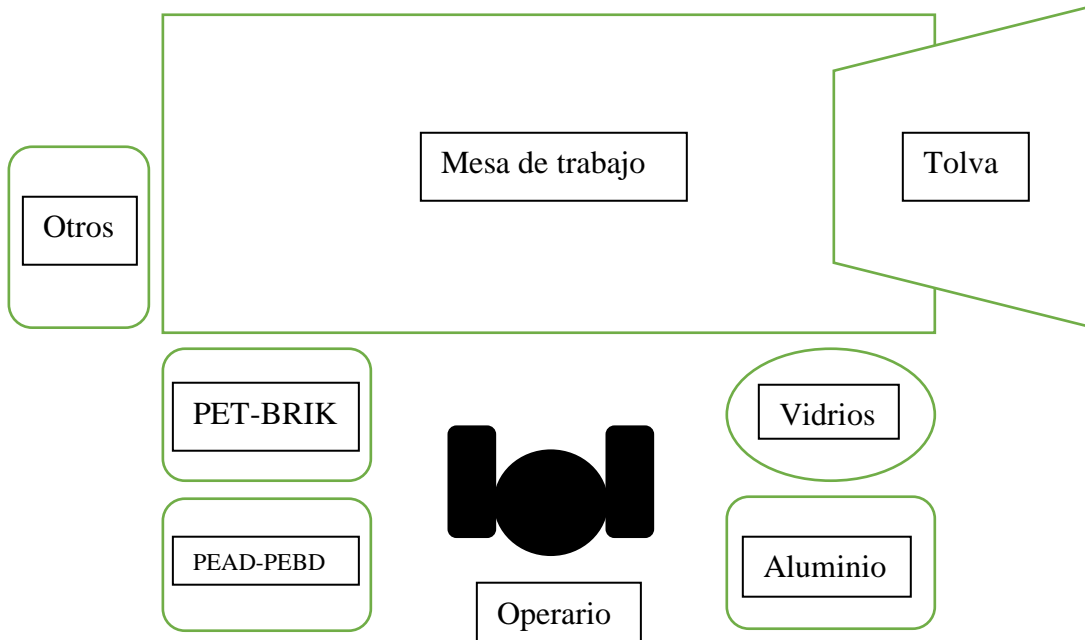 Mesa de trabajo
Tolva
Otros
PET-BRIK
Vidrios
PEAD-PEBD
Aluminio
Operario